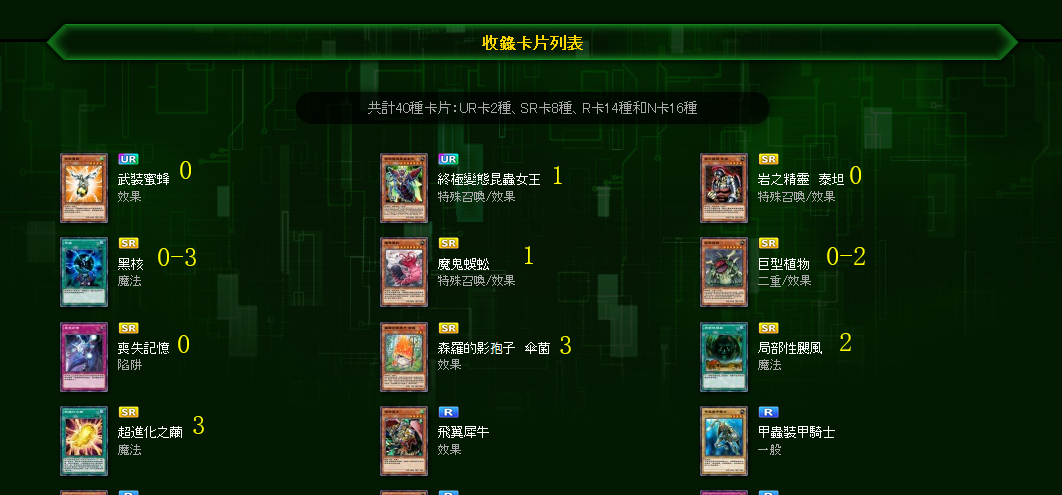 收錄卡片列表
共計40種卡片:UR卡2種、SR卡8種、R卡14種和N卡16種
UR
武裝蜜蜂 0
效果
UR
終極變態昆蟲女王 1
特殊召喚/效果
SR
岩之精靈 泰坦 0
特殊召喚/效果
SR
黑核 0-3
魔法
SR
魔鬼蜈蚣 1
特殊召喚/效果
SR
巨型植物 0-2
二重/效果
SR
喪失記憶 0
陷阱
SR
森羅的影孢子 傘菌 3
效果
SR
局部性颶風 2
魔法
SR
超進化之繭 3
魔法
R
飛翼犀牛
效果
R
甲蟲裝甲騎士
一般